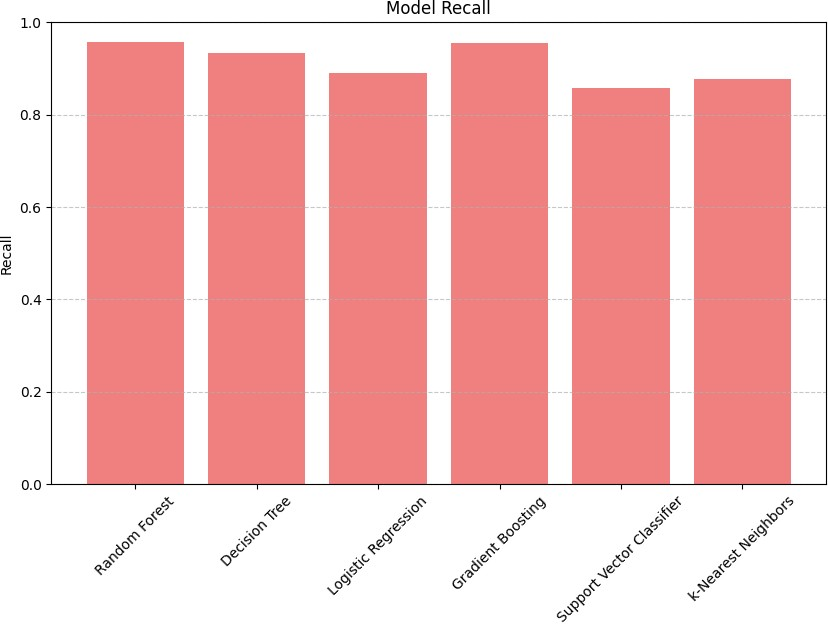 Model Recall
1.0
0.8
0.6
0.4
0.2
0.0
Recall
Random Forest
Decision Tree
Logistic Regression
Gradient Boosting
Support Vector Classifier
k-Nearest Neighbors